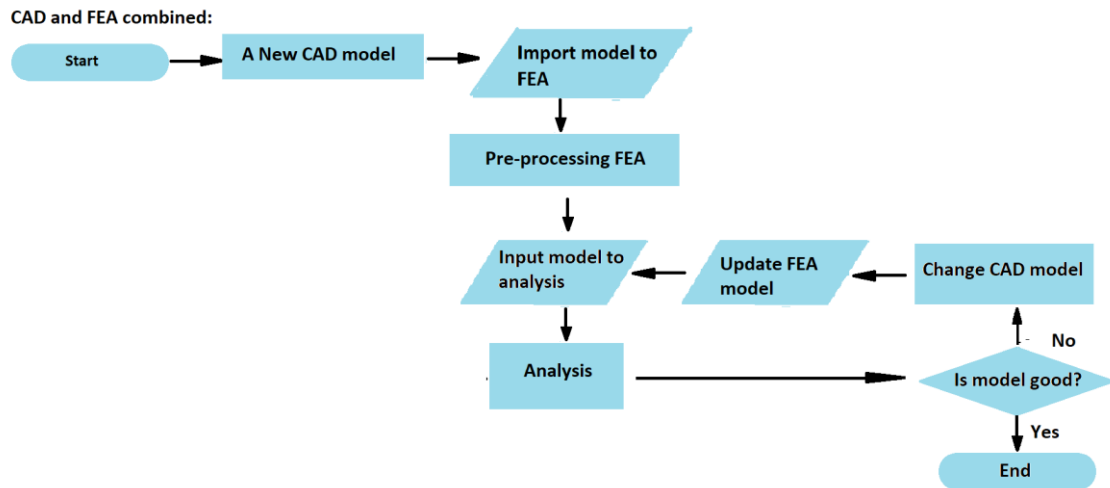 CAD and FEA combined:
Start
A New CAD model
Import model to
FEA
Pre-processing FEA
Input model to
analysis
Update FEA
model
Change CAD model
Analysis
No
Is model good?
Yes
End